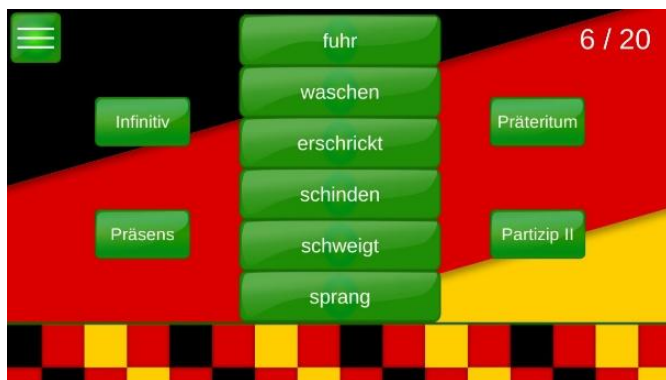 fuhr
6 / 20
waschen
Infinitiv
Präteritum
erschrickt
schinden
Präsens
schweigt
Partizip II
sprang